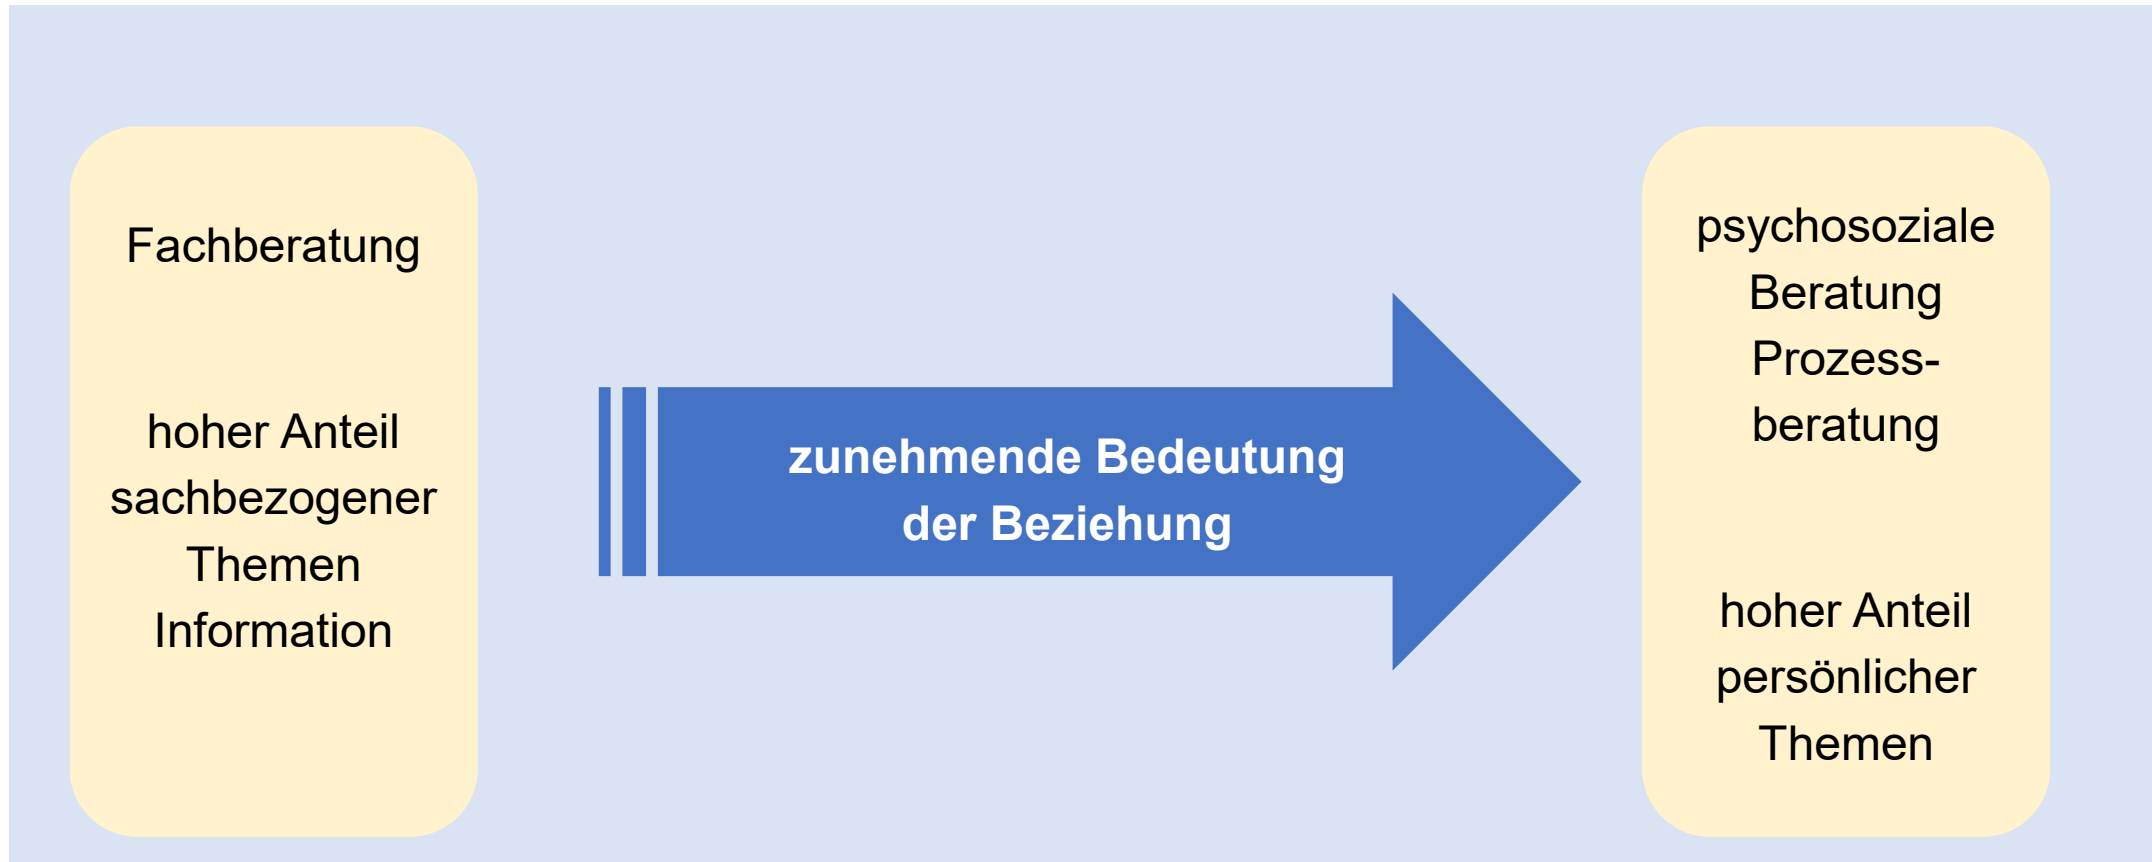 Fachberatung
hoher Anteil
sachbezogener
Themen
Information
zunehmende Bedeutung
der Beziehung
psychosoziale
Beratung
Prozess-
beratung
hoher Anteil
persönlicher
Themen